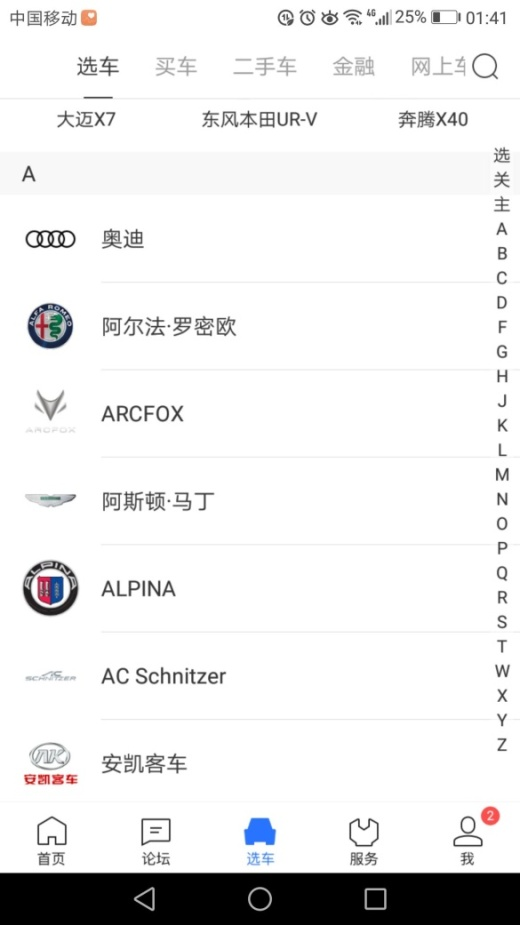 中国移动 4G 25% 01:41
选车 买车 二手车 金融 网上车
大迈X7 东风本田UR-V 奔腾X40
A
奥迪
ALFA ROMEO 阿尔法·罗密欧
ARCFOX ARCFOX
阿斯顿·马丁
ALPINA ALPINA
AC SCHNITZER AC Schnitzer
安凯客车 安凯客车
选
关
主
A
B
C
D
F
G
H
J
K
L
M
N
O
P
Q
R
S
T
W
X
Y
Z
2
首页 论坛 选车 服务 我